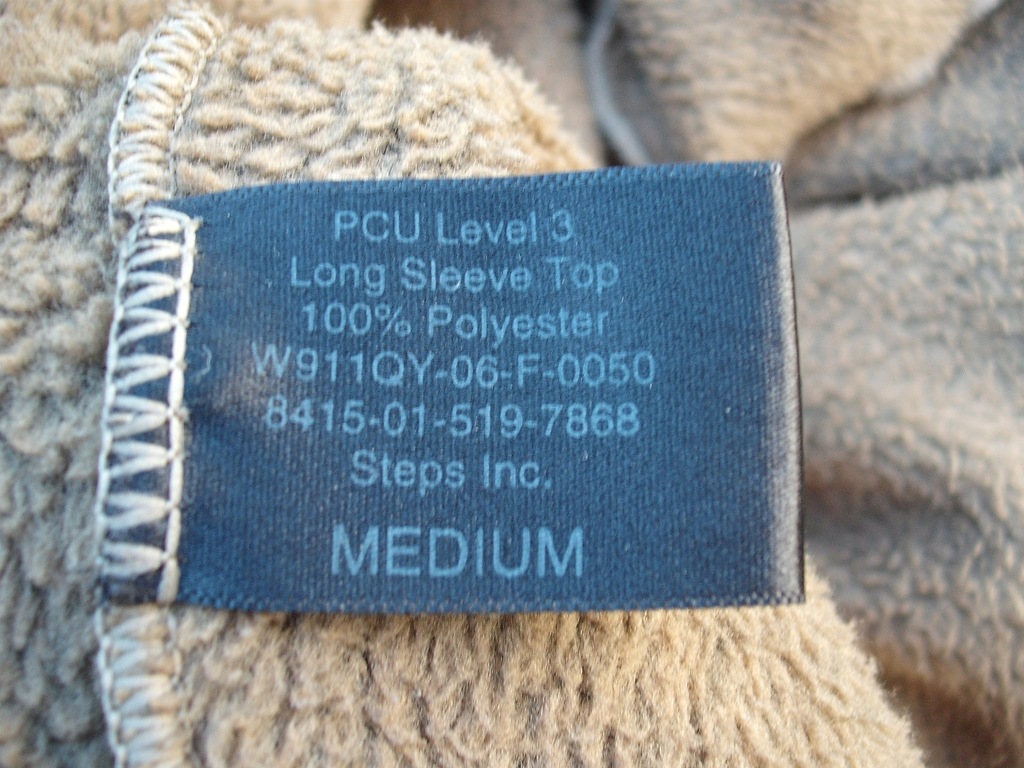 PCU Level 3
Long Sleeve Top
100% Polyester
W911QY-06-F-0050
8415-01-519-7868
Steps Inc.
MEDIUM